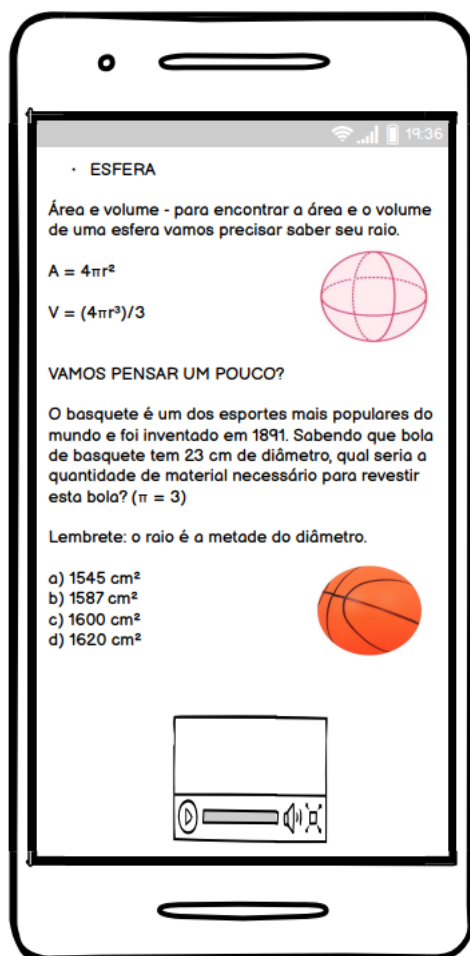 19:36
· ESFERA
Área e volume - para encontrar a área e o volume
de uma esfera vamos precisar saber seu raio.
A = 4πr²
V = (4πr³)/3
VAMOS PENSAR UM POUCO?
O basquete é um dos esportes mais populares do
mundo e foi inventado em 1891. Sabendo que bola
de basquete tem 23 cm de diâmetro, qual seria a
quantidade de material necessário para revestir
esta bola? (π = 3)
Lembrete: o raio é a metade do diâmetro.
a) 1545 cm²
b) 1587 cm²
c) 1600 cm²
d) 1620 cm²